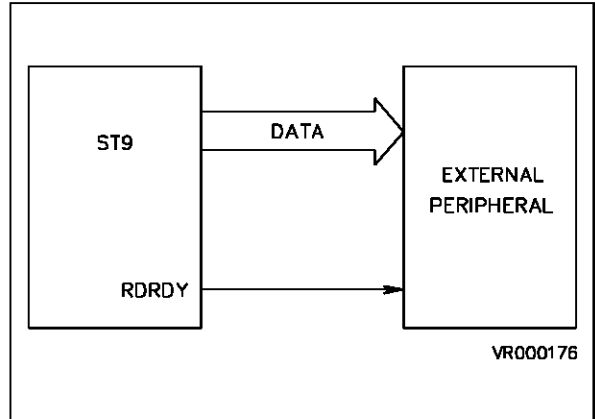 ST9
DATA
EXTERNAL
PERIPHERAL
RDRDY
VR000176